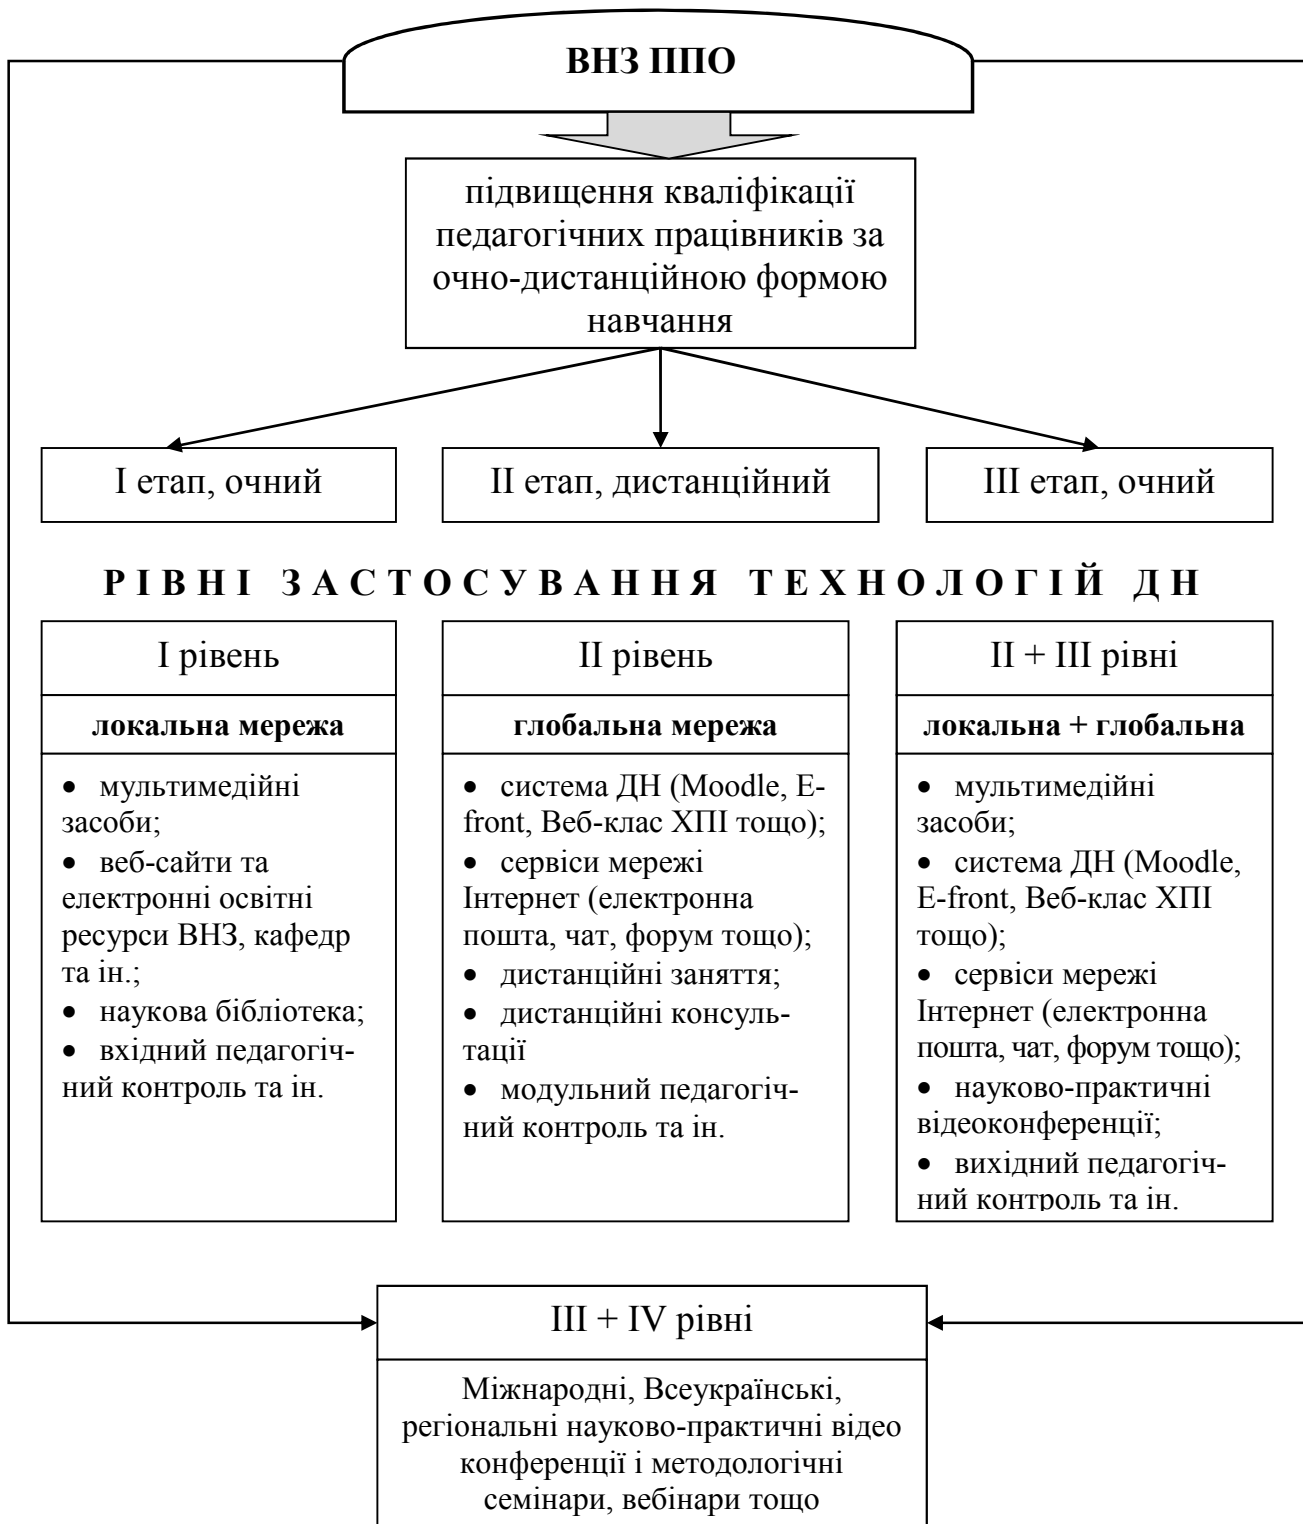 ВНЗ ППО
підвищення кваліфікації
педагогічних працівників за
очно-дистанційною формою
навчання
І етап, очний
ІІ етап, дистанційний
ІІІ етап, очний
РІВНІ ЗАСТОСУВАННЯ ТЕХНОЛОГІЙ ДН
І рівень
локальна мережа
• мультимедійні
засоби;
• веб-сайти та
електронні освітні
ресурси ВНЗ, кафедр
та ін.;
• наукова бібліотека;
• вхідний педагогіч-
ний контроль та ін.
ІІ рівень
глобальна мережа
• система ДН (Moodle, E-
front, Веб-клас ХПІ тощо);
• сервіси мережі
Інтернет (електронна
пошта, чат, форум тощо);
• дистанційні заняття;
• дистанційні консуль-
тації
• модульний педагогіч-
ний контроль та ін.
ІІ + ІІІ рівні
локальна + глобальна
• мультимедійні
засоби;
• система ДН (Moodle,
E-front, Веб-клас ХПІ
тощо);
• сервіси мережі
Інтернет (електронна
пошта, чат, форум тощо);
• науково-практичні
відеоконференції;
• вихідний педагогіч-
ний контроль та ін.
ІІІ + IV рівні
Міжнародні, Всеукраїнські,
регіональні науково-практичні відео
конференції і методологічні
семінари, вебінари тощо